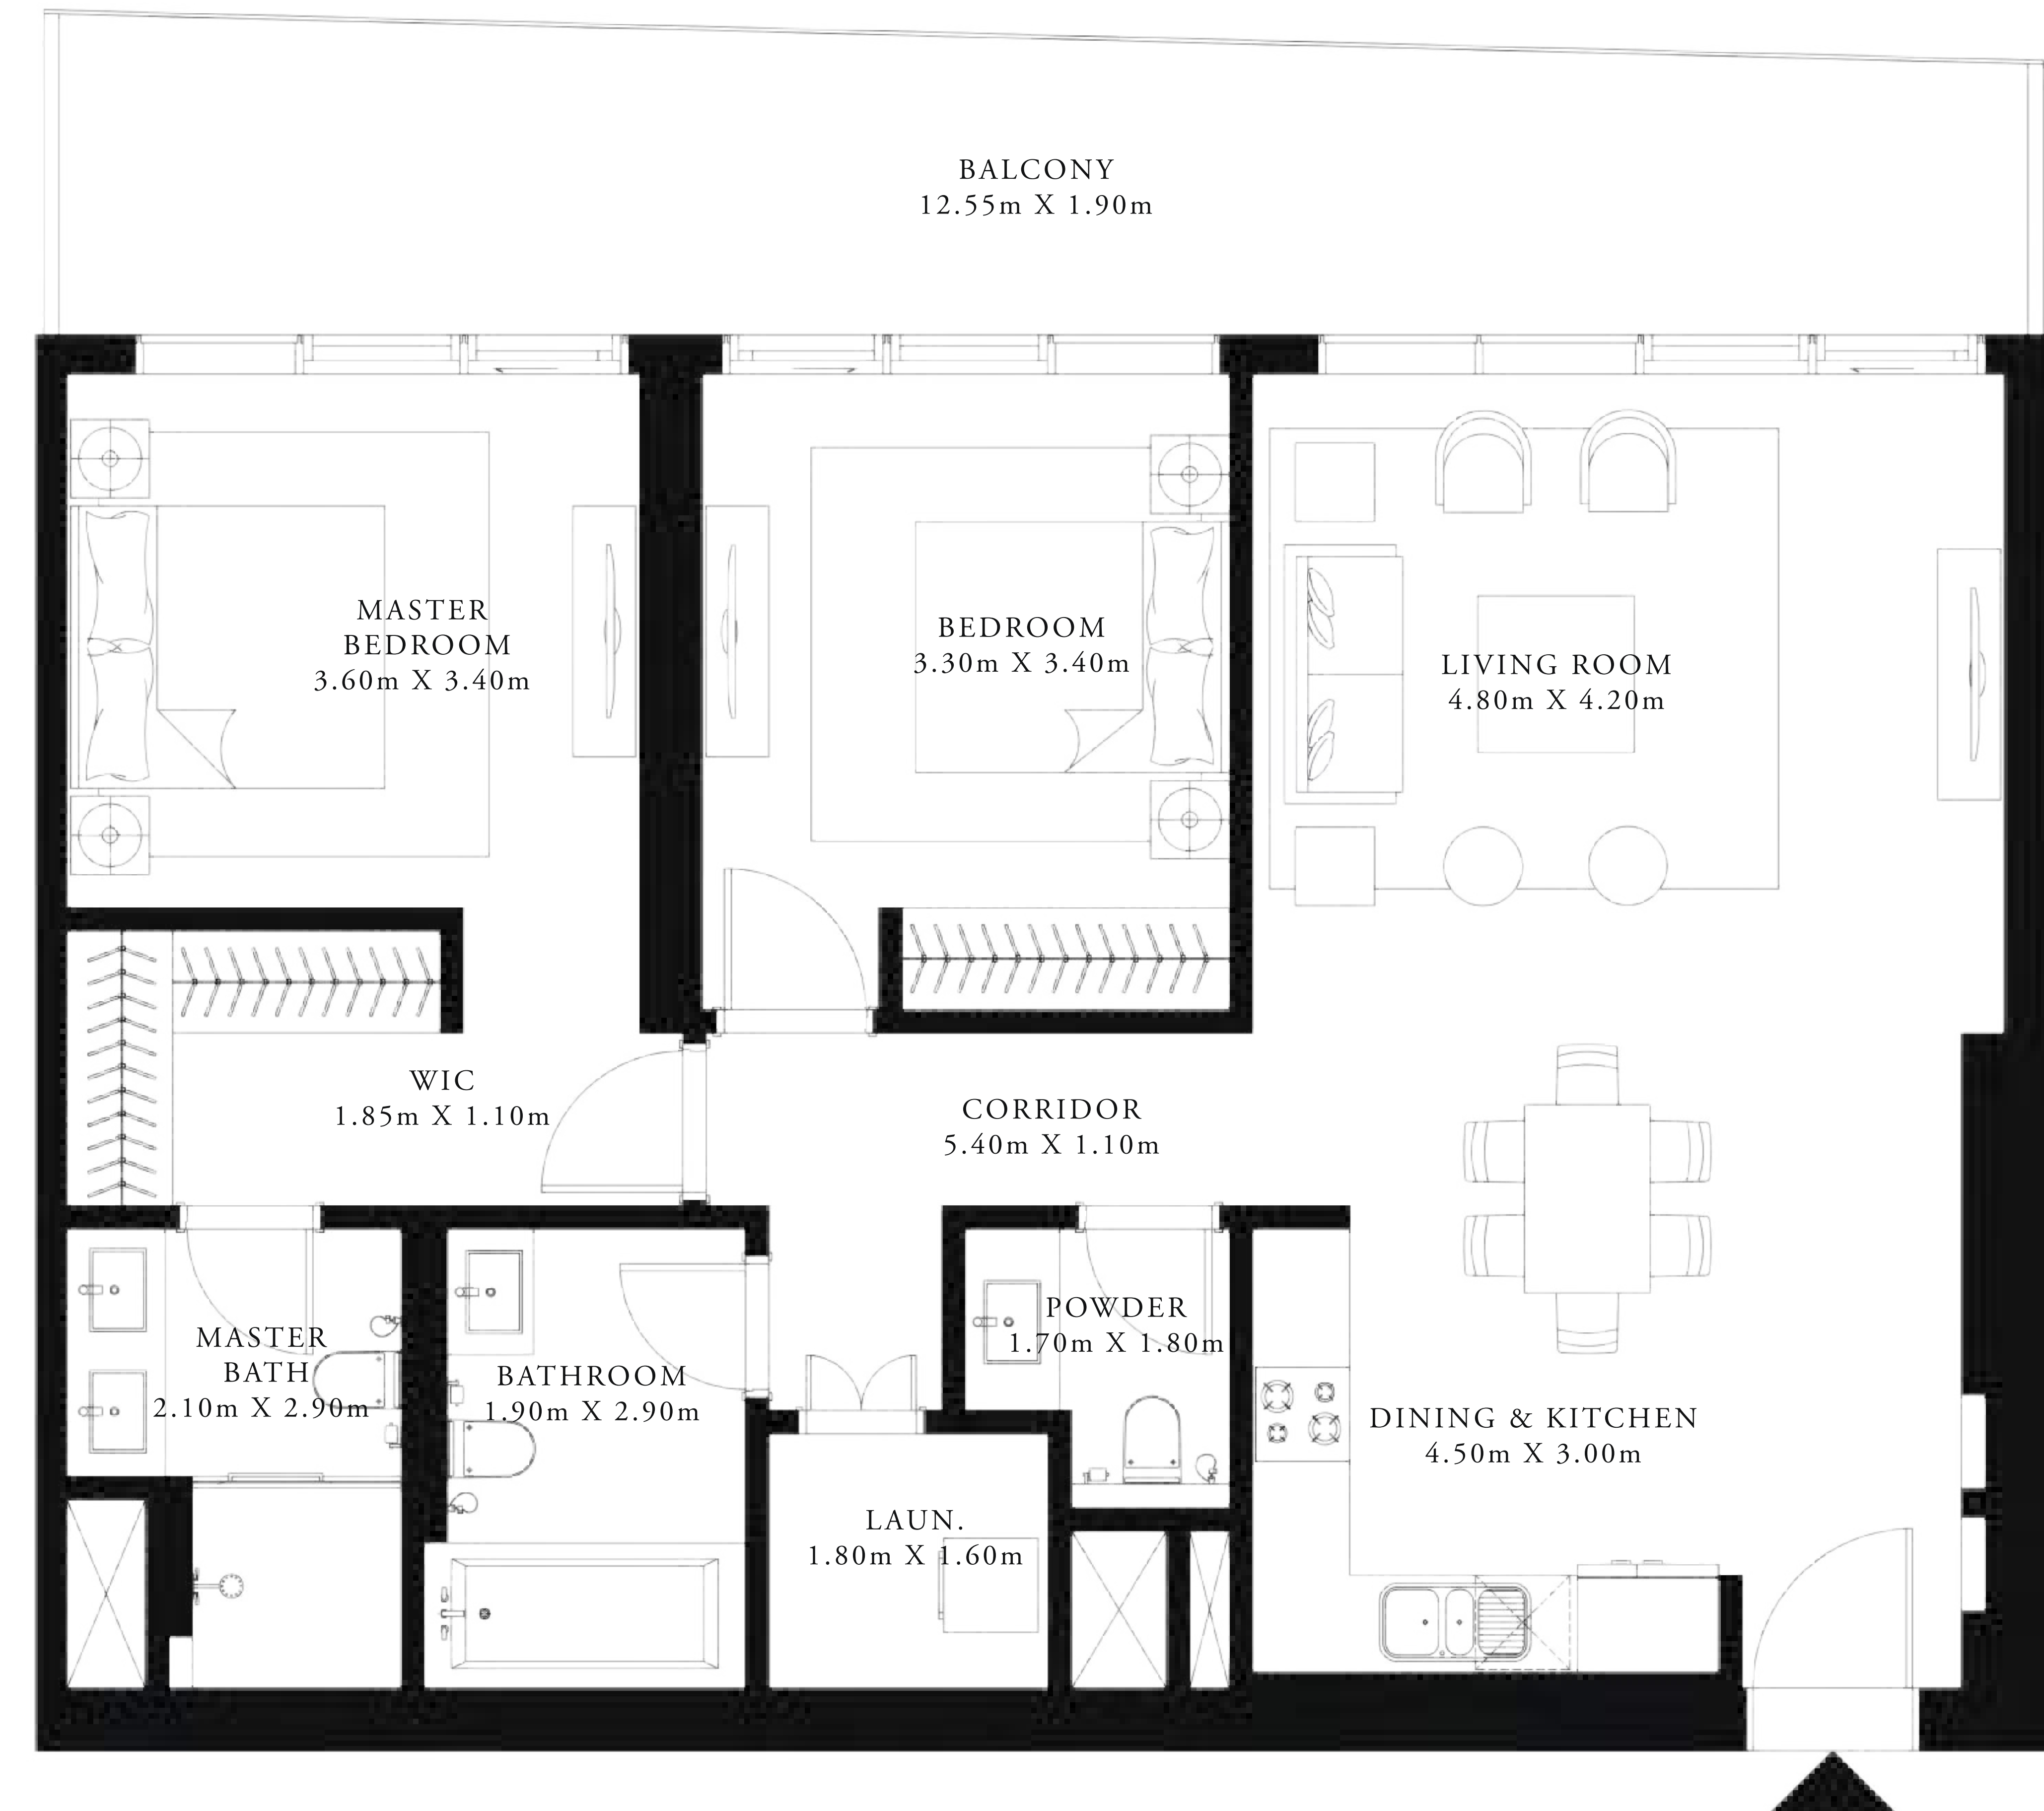 BALCONY
12.55m X 1.90m
MASTER
BEDROOM
3.60m X 3.40m
BEDROOM
3.30m X 3.40m
LIVING ROOM
4.80m X 4.20m
WIC
1.85m X 1.10m
CORRIDOR
5.40m X 1.10m
MASTER
BATH
2.10m X 2.90m
BATHROOM
1.90m X 2.90m
POWDER
1.70m X 1.80m
LAUN.
1.80m X 1.60m
DINING & KITCHEN
4.50m X 3.00m